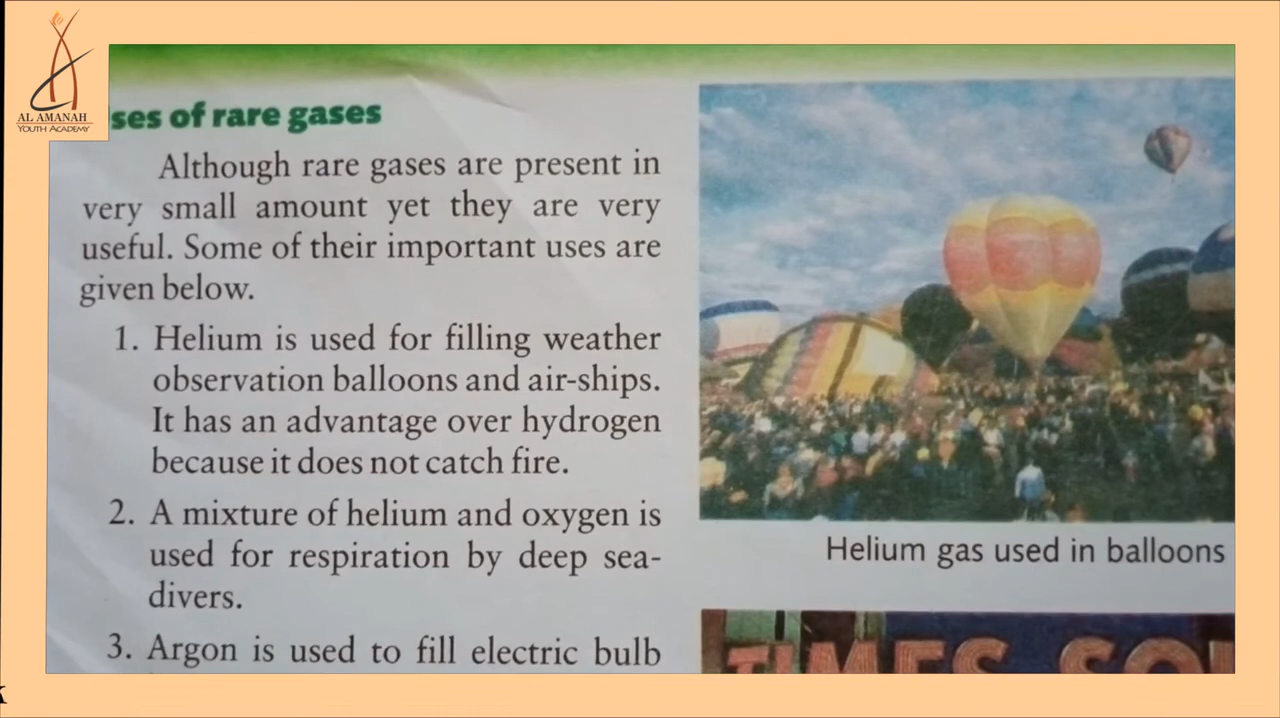 AL AMANAH
YOUTH ACADEMY
ses of rare gases
Although rare gases are present in
very small amount yet they are very
useful. Some of their important uses are
given below.
1. Helium is used for filling weather
observation balloons and air-ships.
It has an advantage over hydrogen
because it does not catch fire.
2. A mixture of helium and oxygen is
used for respiration by deep sea-
divers.
3. Argon is used to fill electric bulb
Helium gas used in balloons
TIMES